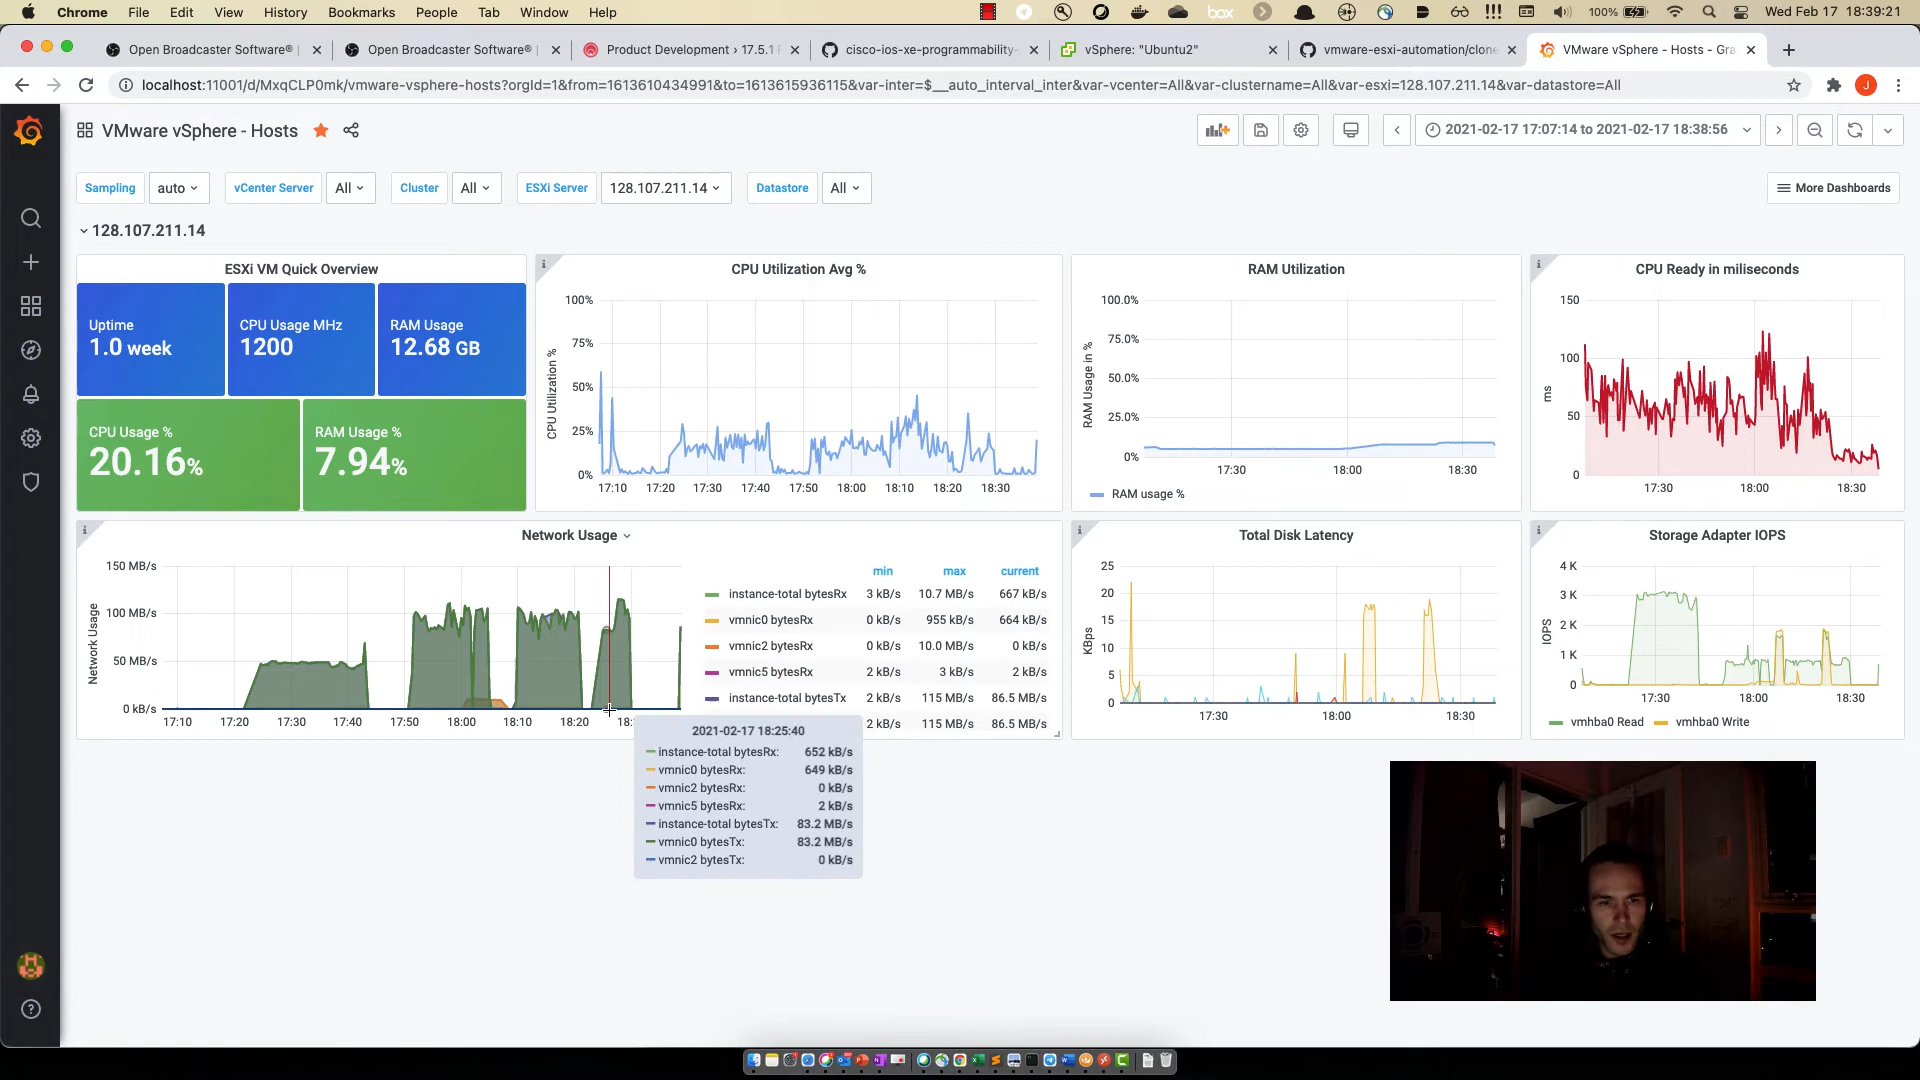 Chrome File Edit View History Bookmarks People Tab Window Help box 100% Wed Feb 17 18:39:21
Open Broadcaster Software® | Open Broadcaster Software® | Product Development › 17.5.1 cisco-ios-xe-programmability- vSphere: "Ubuntu2" vmware-esxi-automation/clone VMware vSphere - Hosts - Gra
localhost:11001/d/MxqCLP0mk/vmware-vsphere-hosts?orgId=1&from=1613610434991&to=1613615936115&var-inter=$__auto_interval_inter&var-vcenter=All&var-clustername=All&var-esxi=128.107.211.14&var-datastore=All J
VMware vSphere - Hosts 2021-02-17 17:07:14 to 2021-02-17 18:38:56
Sampling auto vCenter Server All Cluster All ESXi Server 128.107.211.14 Datastore All More Dashboards
128.107.211.14
ESXi VM Quick Overview
Uptime
1.0 week
CPU Usage MHz
1200
RAM Usage
12.68 GB
CPU Usage %
20.16%
RAM Usage %
7.94%
CPU Utilization Avg %
CPU Utilization %
100%
75%
50%
25%
0%
17:10 17:20 17:30 17:40 17:50 18:00 18:10 18:20 18:30
RAM Utilization
RAM Usage in %
100.0%
75.0%
50.0%
25.0%
0%
17:30 18:00 18:30
RAM usage %
CPU Ready in miliseconds
ms
150
100
50
0
17:30 18:00 18:30
Network Usage
Network Usage
150 MB/s
100 MB/s
50 MB/s
0 kB/s
17:10 17:20 17:30 17:40 17:50 18:00 18:10 18:20 18:
min max current
instance-total bytesRx 3 kB/s 10.7 MB/s 667 kB/s
vmnic0 bytesRx 0 kB/s 955 kB/s 664 kB/s
vmnic2 bytesRx 0 kB/s 10.0 MB/s 0 kB/s
vmnic5 bytesRx 2 kB/s 3 kB/s 2 kB/s
instance-total bytesTx 2 kB/s 115 MB/s 86.5 MB/s
2 kB/s 115 MB/s 86.5 MB/s
2021-02-17 18:25:40
instance-total bytesRx: 652 kB/s
vmnic0 bytesRx: 649 kB/s
vmnic2 bytesRx: 0 kB/s
vmnic5 bytesRx: 2 kB/s
instance-total bytesTx: 83.2 MB/s
vmnic0 bytesTx: 83.2 MB/s
vmnic2 bytesTx: 0 kB/s
Total Disk Latency
KBps
25
20
15
10
5
0
17:30 18:00 18:30
Storage Adapter IOPS
IOPS
4 K
3 K
2 K
1 K
0
17:30 18:00 18:30
vmhba0 Read vmhba0 Write